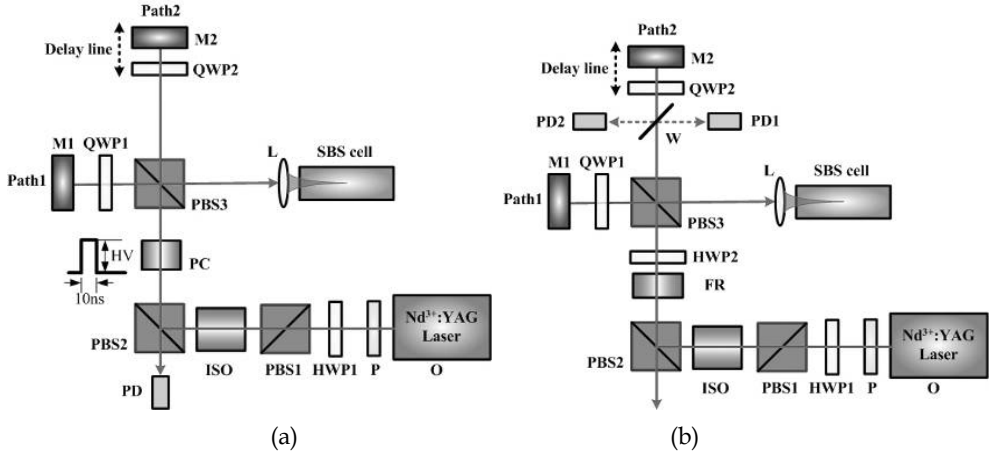 Path2
Delay line
M2
QWP2
M1
QWP1
L
SBS cell
Path1
PBS3
HV
PC
10ns
Nd³⁺:YAG
Laser
PBS2
ISO
PBS1
HWP1
P
O
PD
(a)
Path2
Delay line
M2
QWP2
PD2
PD1
W
M1
QWP1
L
SBS cell
Path1
PBS3
HWP2
FR
Nd³⁺:YAG
Laser
PBS2
ISO
PBS1
HWP1
P
O
(b)